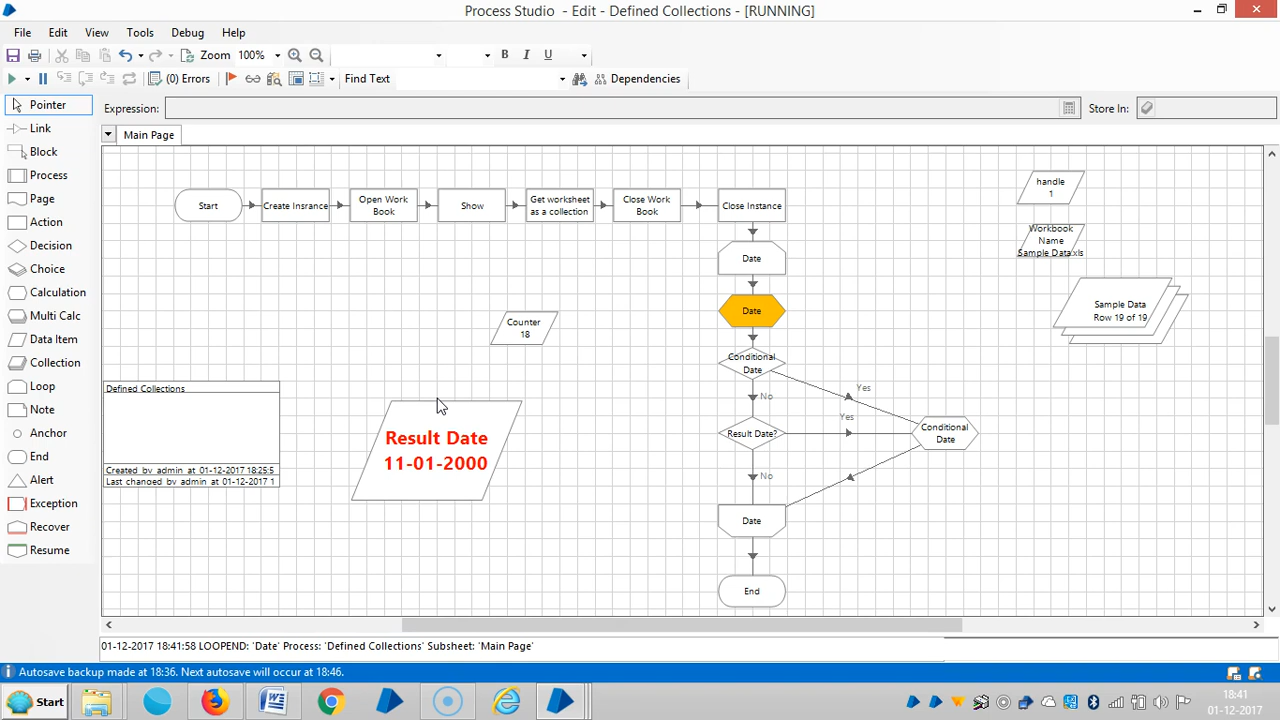 Process Studio - Edit - Defined Collections - [RUNNING]
File Edit View Tools Debug Help
Zoom 100% B I U
(0) Errors Find Text Dependencies
Pointer Expression: Store In:
Link
Main Page
Block
Process
Page
Action
Decision
Choice
Calculation
Multi Calc
Data Item
Collection
Loop
Note
Anchor
End
Alert
Exception
Recover
Resume
Start
Create Insrance
Open Work
Book
Show
Get worksheet
as a collection
Close Work
Book
Close Instance
handle
1
Workbook
Name
Sample Data.xls
Date
Sample Data
Row 19 of 19
Date
Counter
18
Conditional
Date
Yes
No
Defined Collections
Created by admin at 01-12-2017 18:25:5
Last changed by admin at 01-12-2017 1
Result Date
11-01-2000
Result Date?
Yes
No
Conditional
Date
Date
End
01-12-2017 18:41:58 LOOPEND: 'Date' Process: 'Defined Collections' Subsheet: 'Main Page'
Autosave backup made at 18:36. Next autosave will occur at 18:46.
Start
18:41
01-12-2017